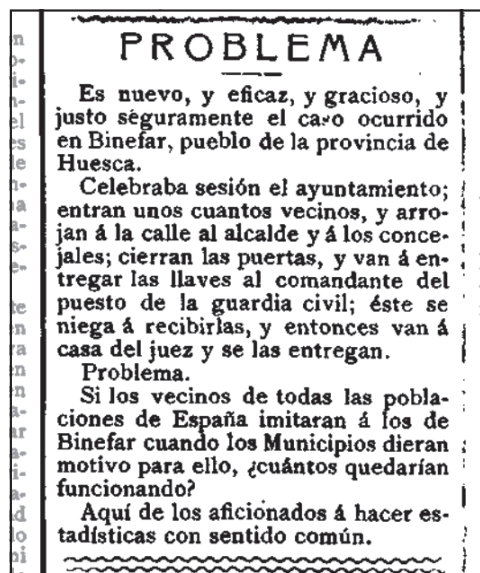 PROBLEMA
Es nuevo, y eficaz, y gracioso, y
justo séguramente el caso ocurrido
en Binefar, pueblo de la provincia de
Huesca.
Celebraba sesión el ayuntamiento;
entran unos cuantos vecinos, y arro-
jan á la calle al alcalde y á los conce-
jales; cierran las puertas, y van á en-
tregar las llaves al comandante del
puesto de la guardia civil; éste se
niega á recibirlas, y entonces van á
casa del juez y se las entregan.
Problema.
Si los vecinos de todas las pobla-
ciones de España imitaran á los de
Binefar cuando los Municipios dieran
motivo para ello, ¿cuántos quedarían
funcionando?
Aquí de los aficionados á hacer es-
tadísticas con sentido común.